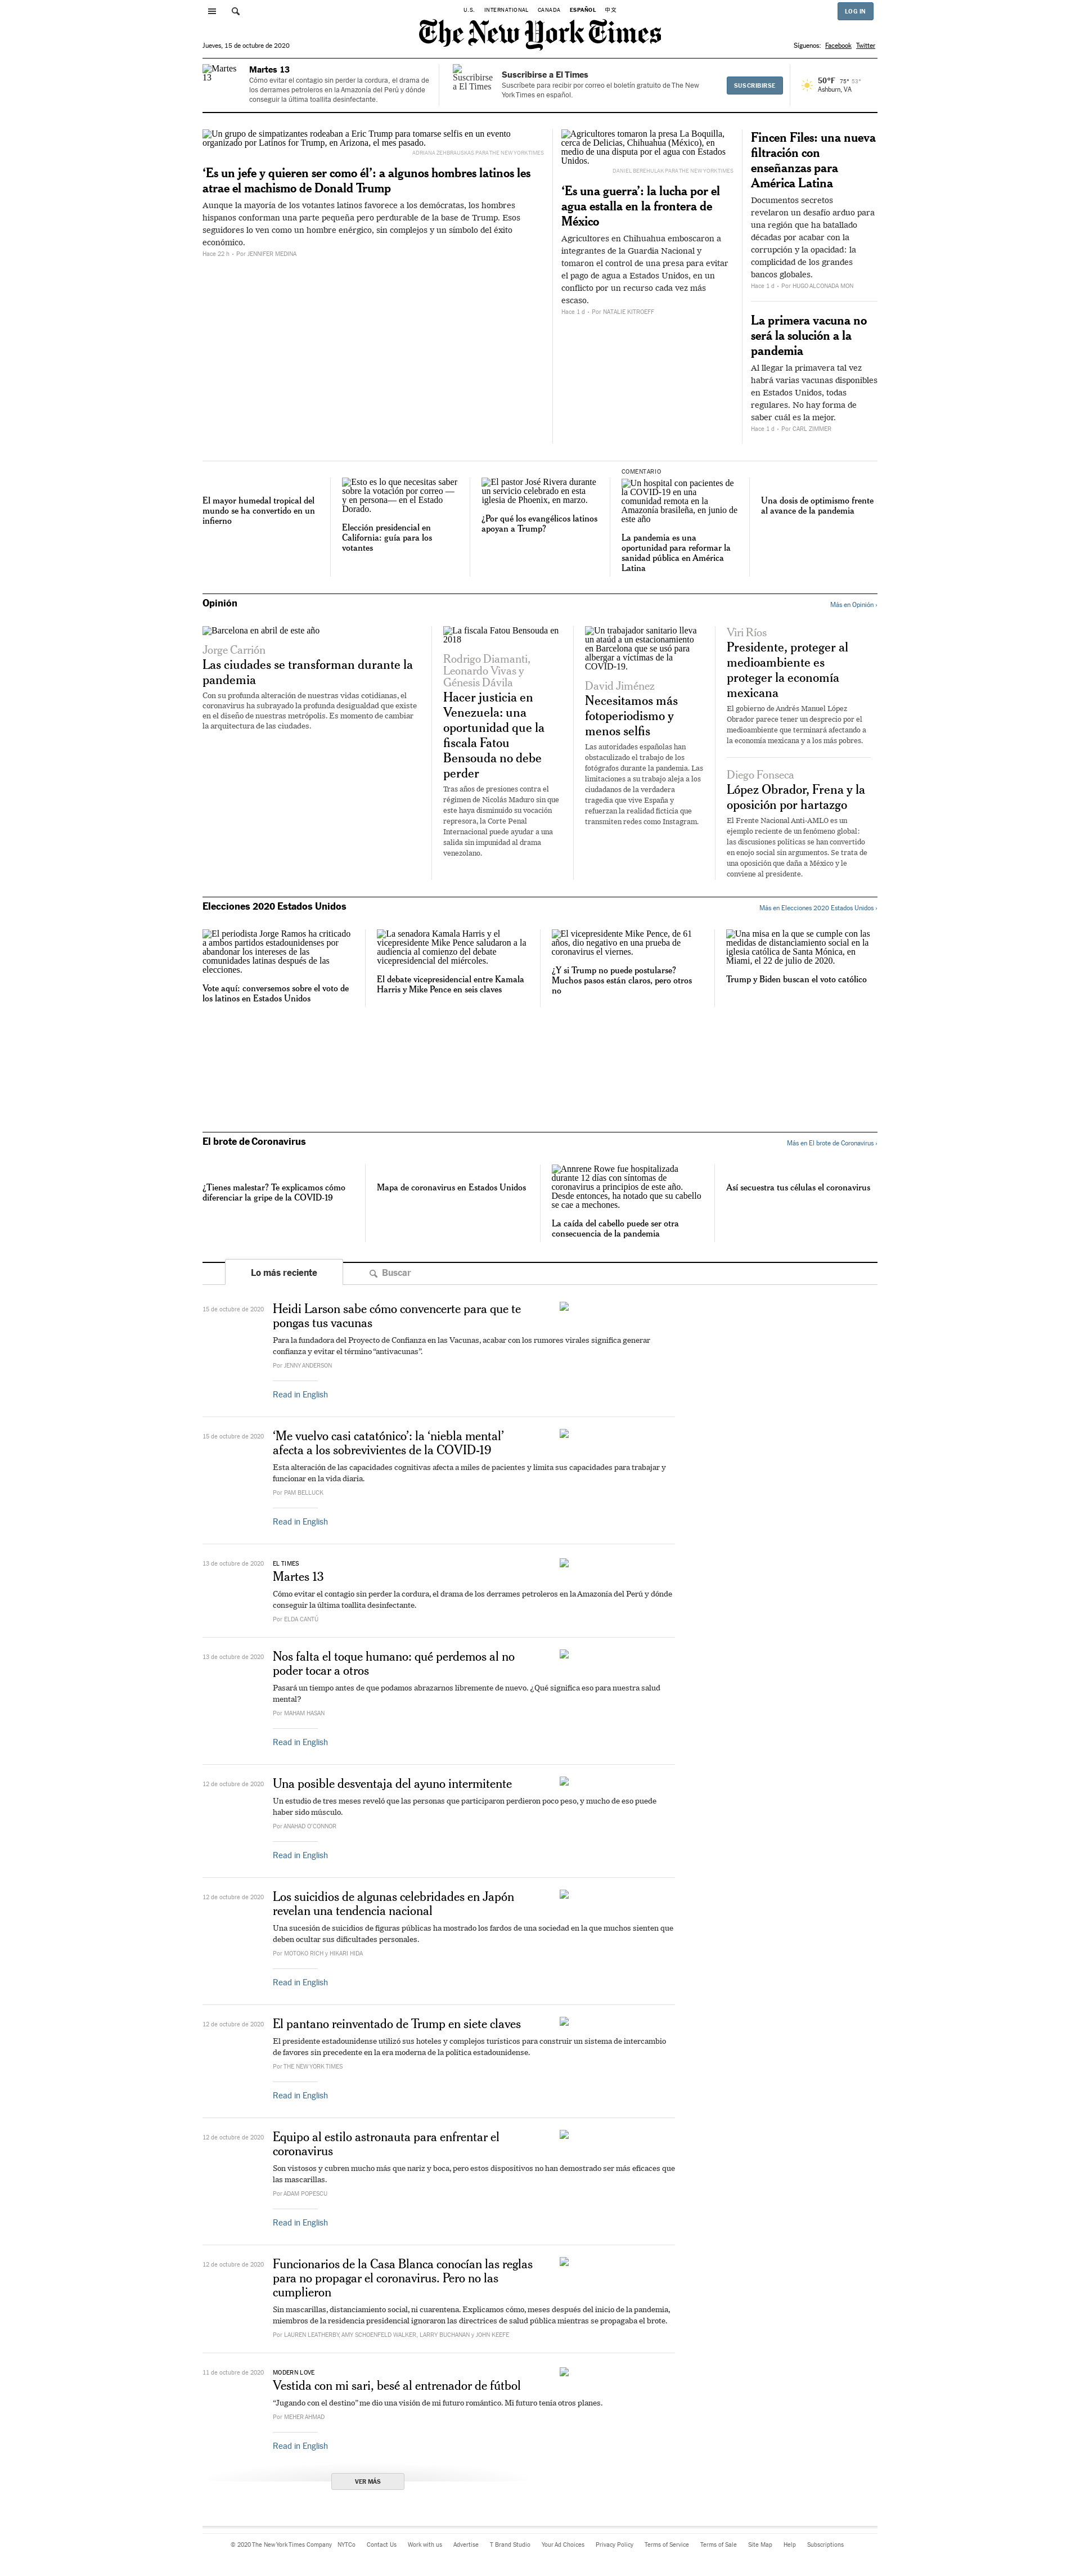 U.S. INTERNATIONAL CANADA ESPAÑOL 中文
LOG IN
The New York Times
Jueves, 15 de octubre de 2020
Síguenos: Facebook Twitter
Martes 13
Martes 13
Cómo evitar el contagio sin perder la cordura, el drama de
los derrames petroleros en la Amazonía del Perú y dónde
conseguir la última toallita desinfectante.
Suscribirse a El Times
Suscribirse a El Times
Suscríbete para recibir por correo el boletín gratuito de The New
York Times en español.
SUSCRIBIRSE
50°F 75° 53°
Ashburn, VA
Un grupo de simpatizantes rodeaban a Eric Trump para tomarse selfis en un evento
organizado por Latinos for Trump, en Arizona, el mes pasado.
ADRIANA ZEHBRAUSKAS PARA THE NEW YORK TIMES
‘Es un jefe y quieren ser como él’: a algunos hombres latinos les
atrae el machismo de Donald Trump
Aunque la mayoría de los votantes latinos favorece a los demócratas, los hombres
hispanos conforman una parte pequeña pero perdurable de la base de Trump. Esos
seguidores lo ven como un hombre enérgico, sin complejos y un símbolo del éxito
económico.
Hace 22 h - Por JENNIFER MEDINA
Agricultores tomaron la presa La Boquilla,
cerca de Delicias, Chihuahua (México), en
medio de una disputa por el agua con Estados
Unidos.
DANIEL BEREHULAK PARA THE NEW YORK TIMES
‘Es una guerra’: la lucha por el
agua estalla en la frontera de
México
Agricultores en Chihuahua emboscaron a
integrantes de la Guardia Nacional y
tomaron el control de una presa para evitar
el pago de agua a Estados Unidos, en un
conflicto por un recurso cada vez más
escaso.
Hace 1 d - Por NATALIE KITROEFF
Fincen Files: una nueva
filtración con
enseñanzas para
América Latina
Documentos secretos
revelaron un desafío arduo para
una región que ha batallado
décadas por acabar con la
corrupción y la opacidad: la
complicidad de los grandes
bancos globales.
Hace 1 d - Por HUGO ALCONADA MON
La primera vacuna no
será la solución a la
pandemia
Al llegar la primavera tal vez
habrá varias vacunas disponibles
en Estados Unidos, todas
regulares. No hay forma de
saber cuál es la mejor.
Hace 1 d - Por CARL ZIMMER
El mayor humedal tropical del
mundo se ha convertido en un
infierno
Esto es lo que necesitas saber
sobre la votación por correo —
y en persona— en el Estado
Dorado.
Elección presidencial en
California: guía para los
votantes
El pastor José Rivera durante
un servicio celebrado en esta
iglesia de Phoenix, en marzo.
¿Por qué los evangélicos latinos
apoyan a Trump?
COMENTARIO
Un hospital con pacientes de
la COVID-19 en una
comunidad remota en la
Amazonía brasileña, en junio de
este año
La pandemia es una
oportunidad para reformar la
sanidad pública en América
Latina
Una dosis de optimismo frente
al avance de la pandemia
Opinión
Más en Opinión ›
Barcelona en abril de este año
Jorge Carrión
Las ciudades se transforman durante la
pandemia
Con su profunda alteración de nuestras vidas cotidianas, el
coronavirus ha subrayado la profunda desigualdad que existe
en el diseño de nuestras metrópolis. Es momento de cambiar
la arquitectura de las ciudades.
La fiscala Fatou Bensouda en
2018
Rodrigo Diamanti,
Leonardo Vivas y
Génesis Dávila
Hacer justicia en
Venezuela: una
oportunidad que la
fiscala Fatou
Bensouda no debe
perder
Tras años de presiones contra el
régimen de Nicolás Maduro sin que
este haya disminuido su vocación
represora, la Corte Penal
Internacional puede ayudar a una
salida sin impunidad al drama
venezolano.
Un trabajador sanitario lleva
un ataúd a un estacionamiento
en Barcelona que se usó para
albergar a víctimas de la
COVID-19.
David Jiménez
Necesitamos más
fotoperiodismo y
menos selfis
Las autoridades españolas han
obstaculizado el trabajo de los
fotógrafos durante la pandemia. Las
limitaciones a su trabajo aleja a los
ciudadanos de la verdadera
tragedia que vive España y
refuerzan la realidad ficticia que
transmiten redes como Instagram.
Viri Ríos
Presidente, proteger al
medioambiente es
proteger la economía
mexicana
El gobierno de Andrés Manuel López
Obrador parece tener un desprecio por el
medioambiente que terminará afectando a
la economía mexicana y a los más pobres.
Diego Fonseca
López Obrador, Frena y la
oposición por hartazgo
El Frente Nacional Anti-AMLO es un
ejemplo reciente de un fenómeno global:
las discusiones políticas se han convertido
en enojo social sin argumentos. Se trata de
una oposición que daña a México y le
conviene al presidente.
Elecciones 2020 Estados Unidos
Más en Elecciones 2020 Estados Unidos ›
El periodista Jorge Ramos ha criticado
a ambos partidos estadounidenses por
abandonar los intereses de las
comunidades latinas después de las
elecciones.
Vote aquí: conversemos sobre el voto de
los latinos en Estados Unidos
La senadora Kamala Harris y el
vicepresidente Mike Pence saludaron a la
audiencia al comienzo del debate
vicepresidencial del miércoles.
El debate vicepresidencial entre Kamala
Harris y Mike Pence en seis claves
El vicepresidente Mike Pence, de 61
años, dio negativo en una prueba de
coronavirus el viernes.
¿Y si Trump no puede postularse?
Muchos pasos están claros, pero otros
no
Una misa en la que se cumple con las
medidas de distanciamiento social en la
iglesia católica de Santa Mónica, en
Miami, el 22 de julio de 2020.
Trump y Biden buscan el voto católico
El brote de Coronavirus
Más en El brote de Coronavirus ›
¿Tienes malestar? Te explicamos cómo
diferenciar la gripe de la COVID-19
Mapa de coronavirus en Estados Unidos
Annrene Rowe fue hospitalizada
durante 12 días con síntomas de
coronavirus a principios de este año.
Desde entonces, ha notado que su cabello
se cae a mechones.
La caída del cabello puede ser otra
consecuencia de la pandemia
Así secuestra tus células el coronavirus
Lo más reciente
Buscar
15 de octubre de 2020
Heidi Larson sabe cómo convencerte para que te
pongas tus vacunas
Para la fundadora del Proyecto de Confianza en las Vacunas, acabar con los rumores virales significa generar
confianza y evitar el término “antivacunas”.
Por JENNY ANDERSON
Read in English
15 de octubre de 2020
‘Me vuelvo casi catatónico’: la ‘niebla mental’
afecta a los sobrevivientes de la COVID-19
Esta alteración de las capacidades cognitivas afecta a miles de pacientes y limita sus capacidades para trabajar y
funcionar en la vida diaria.
Por PAM BELLUCK
Read in English
13 de octubre de 2020
EL TIMES
Martes 13
Cómo evitar el contagio sin perder la cordura, el drama de los derrames petroleros en la Amazonía del Perú y dónde
conseguir la última toallita desinfectante.
Por ELDA CANTÚ
13 de octubre de 2020
Nos falta el toque humano: qué perdemos al no
poder tocar a otros
Pasará un tiempo antes de que podamos abrazarnos libremente de nuevo. ¿Qué significa eso para nuestra salud
mental?
Por MAHAM HASAN
Read in English
12 de octubre de 2020
Una posible desventaja del ayuno intermitente
Un estudio de tres meses reveló que las personas que participaron perdieron poco peso, y mucho de eso puede
haber sido músculo.
Por ANAHAD O'CONNOR
Read in English
12 de octubre de 2020
Los suicidios de algunas celebridades en Japón
revelan una tendencia nacional
Una sucesión de suicidios de figuras públicas ha mostrado los fardos de una sociedad en la que muchos sienten que
deben ocultar sus dificultades personales.
Por MOTOKO RICH y HIKARI HIDA
Read in English
12 de octubre de 2020
El pantano reinventado de Trump en siete claves
El presidente estadounidense utilizó sus hoteles y complejos turísticos para construir un sistema de intercambio
de favores sin precedente en la era moderna de la política estadounidense.
Por THE NEW YORK TIMES
Read in English
12 de octubre de 2020
Equipo al estilo astronauta para enfrentar el
coronavirus
Son vistosos y cubren mucho más que nariz y boca, pero estos dispositivos no han demostrado ser más eficaces que
las mascarillas.
Por ADAM POPESCU
Read in English
12 de octubre de 2020
Funcionarios de la Casa Blanca conocían las reglas
para no propagar el coronavirus. Pero no las
cumplieron
Sin mascarillas, distanciamiento social, ni cuarentena. Explicamos cómo, meses después del inicio de la pandemia,
miembros de la residencia presidencial ignoraron las directrices de salud pública mientras se propagaba el brote.
Por LAUREN LEATHERBY, AMY SCHOENFELD WALKER, LARRY BUCHANAN y JOHN KEEFE
11 de octubre de 2020
MODERN LOVE
Vestida con mi sari, besé al entrenador de fútbol
“Jugando con el destino” me dio una visión de mi futuro romántico. Mi futuro tenía otros planes.
Por MEHER AHMAD
Read in English
VER MÁS
© 2020 The New York Times Company NYTCo Contact Us Work with us Advertise T Brand Studio Your Ad Choices Privacy Policy Terms of Service Terms of Sale Site Map Help Subscriptions